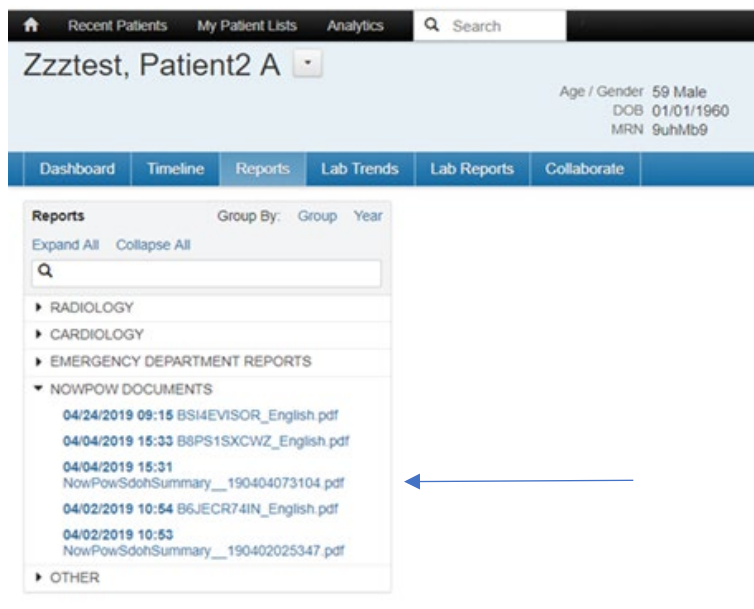 Recent Patients My Patient Lists Analytics Search
Zzztest, Patient2 A
Age / Gender 59 Male
DOB 01/01/1960
MRN 9uhMb9
Dashboard Timeline Reports Lab Trends Lab Reports Collaborate
Reports Group By: Group Year
Expand All Collapse All
RADIOLOGY
CARDIOLOGY
EMERGENCY DEPARTMENT REPORTS
NOWPOW DOCUMENTS
04/24/2019 09:15 BSI4EVISOR_English.pdf
04/04/2019 15:33 B8PS1SXCWZ_English.pdf
04/04/2019 15:31
NowPowSdohSummary__190404073104.pdf
04/02/2019 10:54 B6JECR74IN_English.pdf
04/02/2019 10:53
NowPowSdohSummary__190402025347.pdf
OTHER